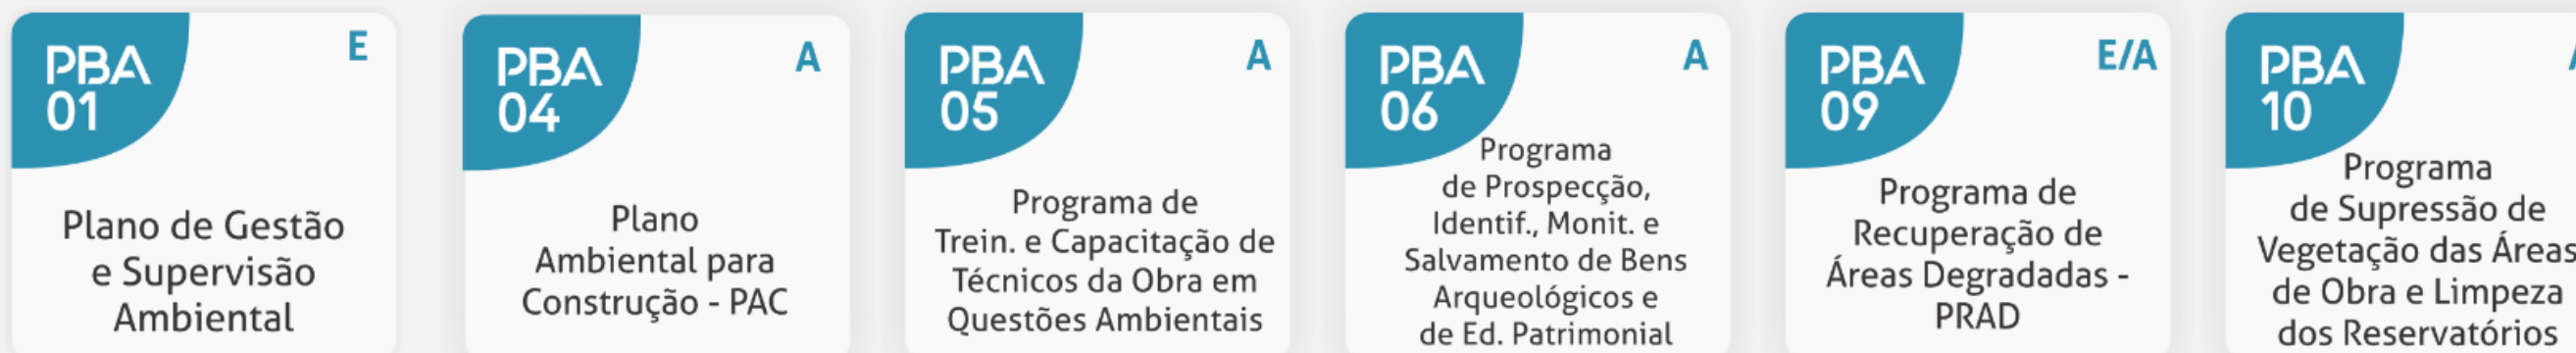 PBA
01
E
Plano de Gestão
e Supervisão
Ambiental
PBA
04
A
Plano
Ambiental para
Construção - PAC
PBA
05
A
Programa de
Trein. e Capacitação de
Técnicos da Obra em
Questões Ambientais
PBA
06
A
Programa
de Prospecção,
Identif., Monit. e
Salvamento de Bens
Arqueológicos e
de Ed. Patrimonial
PBA
09
E/A
Programa de
Recuperação de
Áreas Degradadas -
PRAD
PBA
10
Programa
de Supressão de
Vegetação das Áreas
de Obra e Limpeza
dos Reservatórios